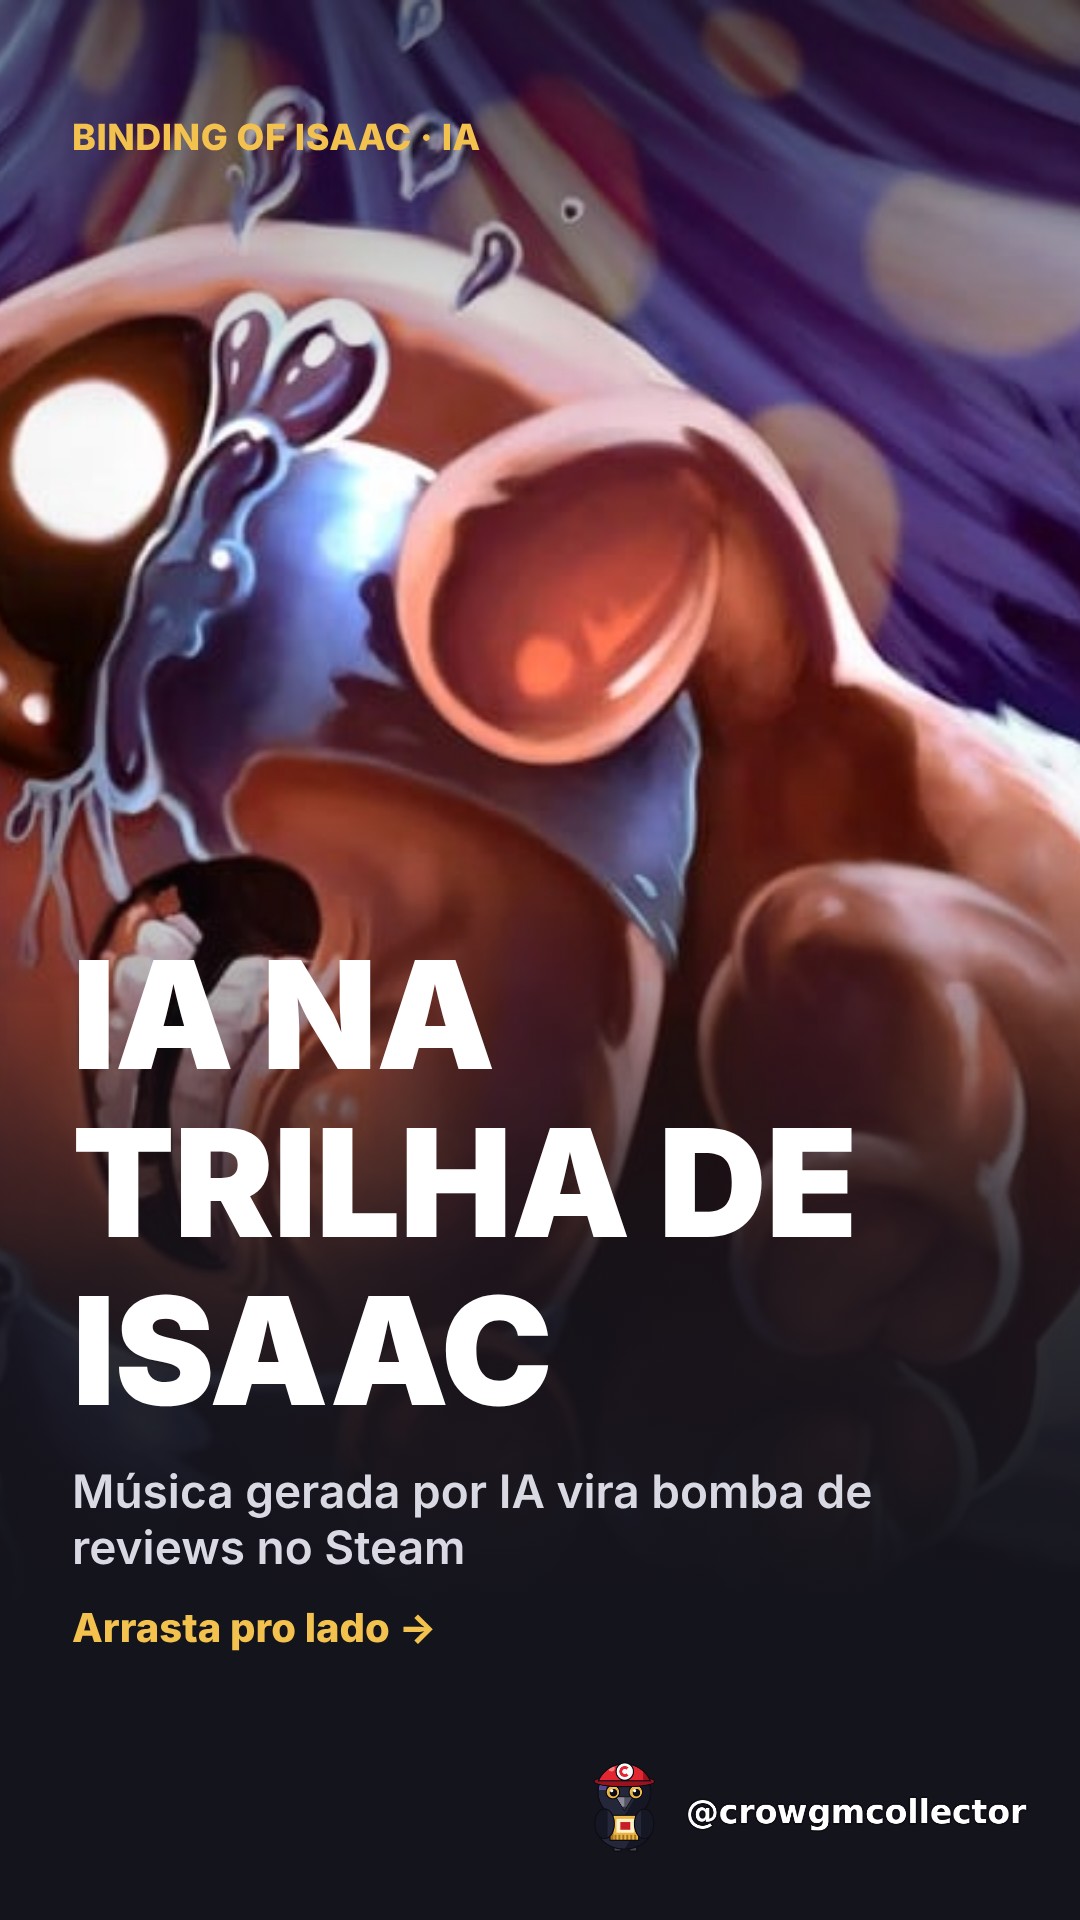 BINDING OF ISAAC · IA
IA NA
TRILHA DE
ISAAC
Música gerada por IA vira bomba de
reviews no Steam
Arrasta pro lado →
C
@crowgmcollector